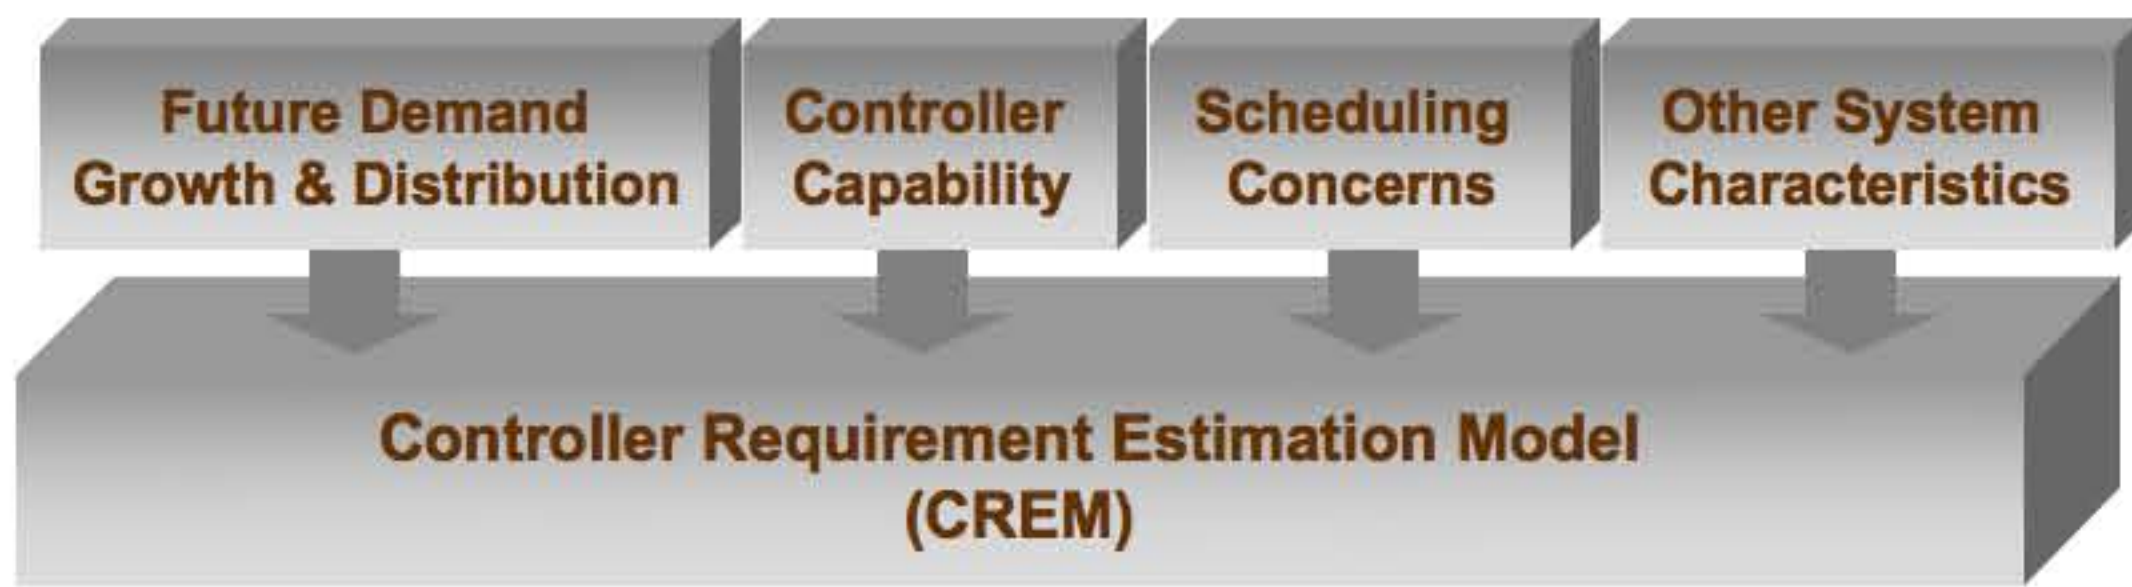 Future Demand
Growth & Distribution
Controller
Capability
Scheduling
Concerns
Other System
Characteristics
Controller Requirement Estimation Model
(CREM)